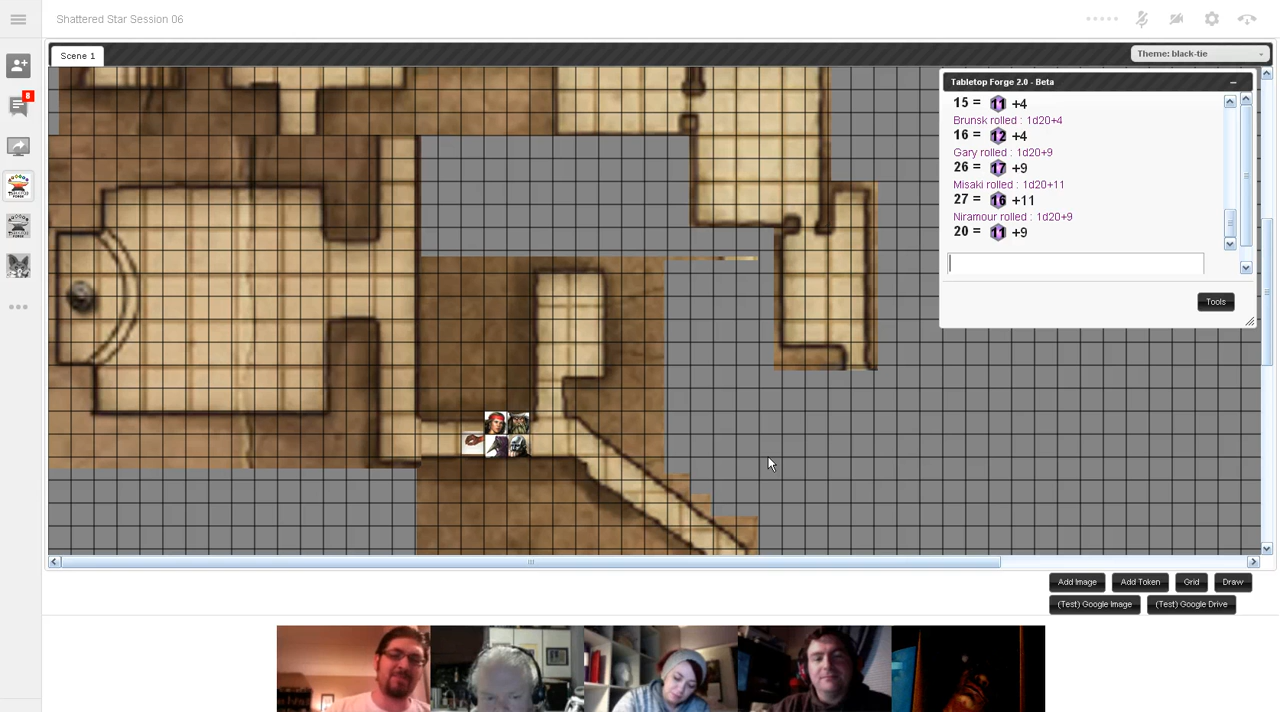 Shattered Star Session 06
Scene 1
Theme: black-tie
8
Tabletop Forge 2.0 - Beta
15 = 11 +4
Brunsk rolled : 1d20+4
16 = 12 +4
Gary rolled : 1d20+9
26 = 17 +9
Misaki rolled : 1d20+11
27 = 16 +11
Niramour rolled : 1d20+9
20 = 11 +9
Tools
Add Image
Add Token
Grid
Draw
(Test) Google Image
(Test) Google Drive